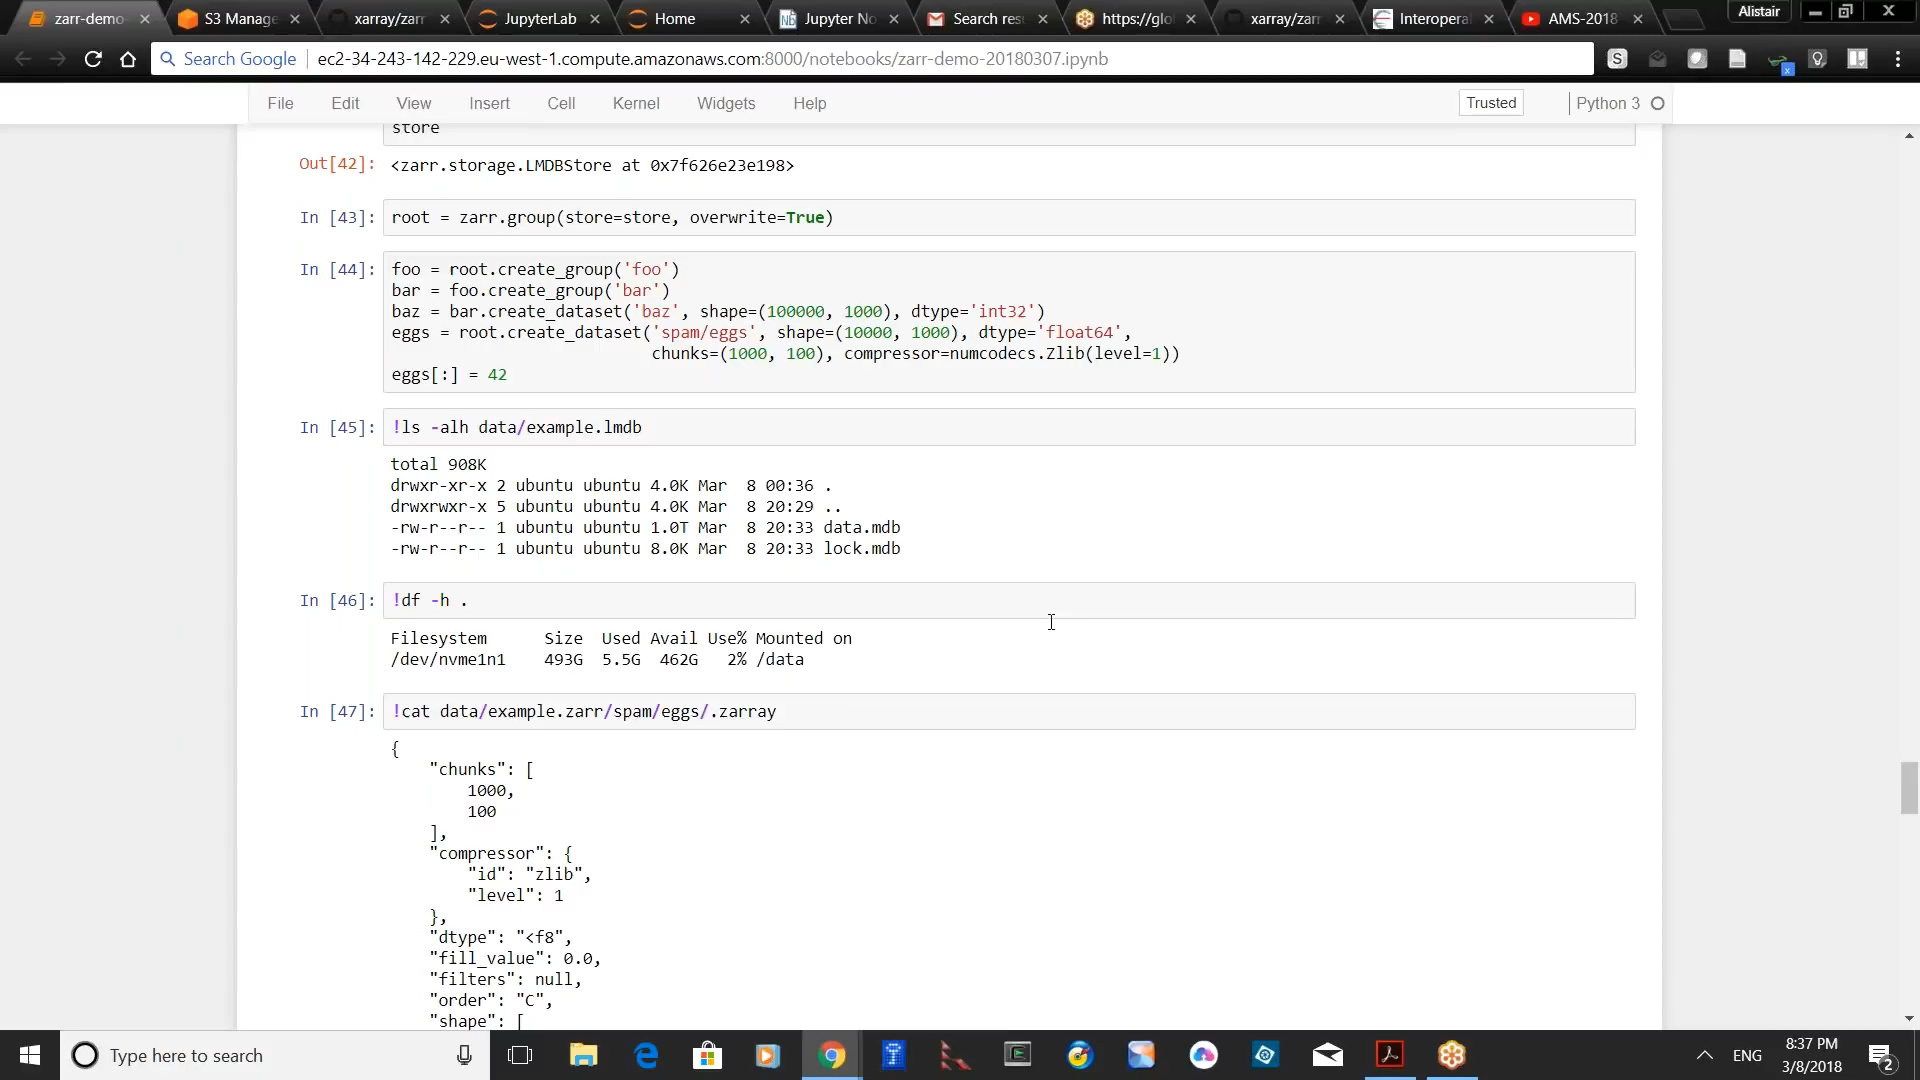 zarr-demo
S3 Manage
xarray/zarr
JupyterLab
Home
Jupyter No
Search res
https://glo
xarray/zarr
Interopera
AMS-2018
Alistair
Search Google
ec2-34-243-142-229.eu-west-1.compute.amazonaws.com:8000/notebooks/zarr-demo-20180307.ipynb
File Edit View Insert Cell Kernel Widgets Help
Trusted
Python 3
store
Out[42]: <zarr.storage.LMDBStore at 0x7f626e23e198>
In [43]: root = zarr.group(store=store, overwrite=True)
In [44]: foo = root.create_group('foo')
bar = foo.create_group('bar')
baz = bar.create_dataset('baz', shape=(100000, 1000), dtype='int32')
eggs = root.create_dataset('spam/eggs', shape=(10000, 1000), dtype='float64',
chunks=(1000, 100), compressor=numcodecs.Zlib(level=1))
eggs[:] = 42
In [45]: !ls -alh data/example.lmdb
total 908K
drwxr-xr-x 2 ubuntu ubuntu 4.0K Mar  8 00:36 .
drwxrwxr-x 5 ubuntu ubuntu 4.0K Mar  8 20:29 ..
-rw-r--r-- 1 ubuntu ubuntu 1.0T Mar  8 20:33 data.mdb
-rw-r--r-- 1 ubuntu ubuntu 8.0K Mar  8 20:33 lock.mdb
In [46]: !df -h .
Filesystem      Size  Used Avail Use% Mounted on
/dev/nvme1n1    493G  5.5G  462G   2% /data
In [47]: !cat data/example.zarr/spam/eggs/.zarray
{
"chunks": [
1000,
100
],
"compressor": {
"id": "zlib",
"level": 1
},
"dtype": "<f8",
"fill_value": 0.0,
"filters": null,
"order": "C",
"shape": [
Type here to search
ENG
8:37 PM
3/8/2018
2